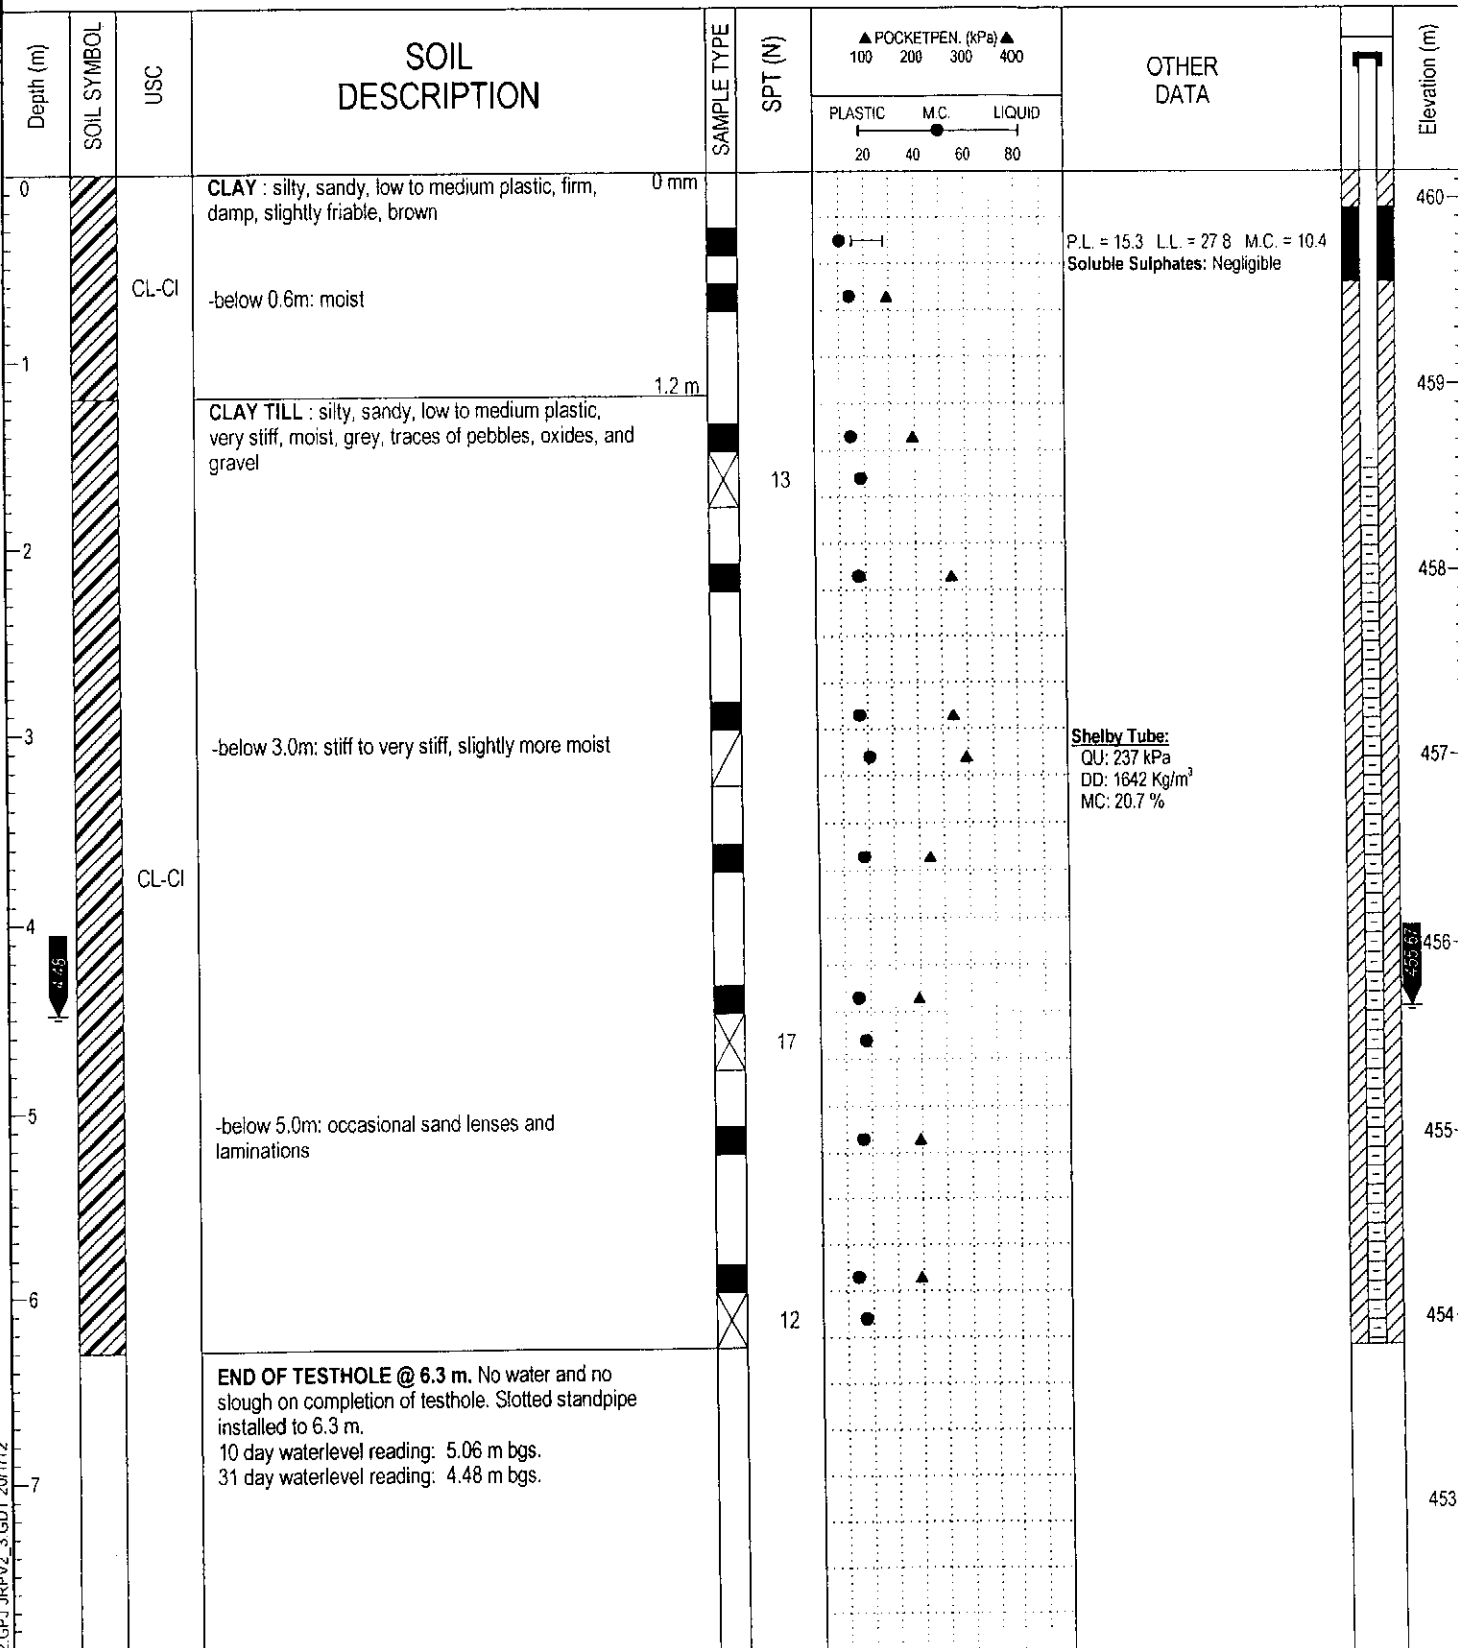 Depth (m)
SOIL SYMBOL
USC
SOIL
DESCRIPTION
SAMPLE TYPE
SPT (N)
▲ POCKETPEN. (kPa) ▲
100 200 300 400
PLASTIC M.C. LIQUID
20 40 60 80
OTHER
DATA
Elevation (m)
0
CLAY : silty, sandy, low to medium plastic, firm,
damp, slightly friable, brown
0 mm
460
P.L. = 15.3 L.L. = 27 8 M.C. = 10.4
Soluble Sulphates: Negligible
CL-CI
-below 0.6m: moist
1
1.2 m
459
CLAY TILL : silty, sandy, low to medium plastic,
very stiff, moist, grey, traces of pebbles, oxides, and
gravel
13
2
458
3
-below 3.0m: stiff to very stiff, slightly more moist
Shelby Tube:
QU: 237 kPa
DD: 1642 Kg/m³
MC: 20.7 %
457
CL-CI
4
456
4.48
455.67
17
5
-below 5.0m: occasional sand lenses and
laminations
455
6
12
454
END OF TESTHOLE @ 6.3 m. No water and no
slough on completion of testhole. Slotted standpipe
installed to 6.3 m.
10 day waterlevel reading: 5.06 m bgs.
31 day waterlevel reading: 4.48 m bgs.
7
453